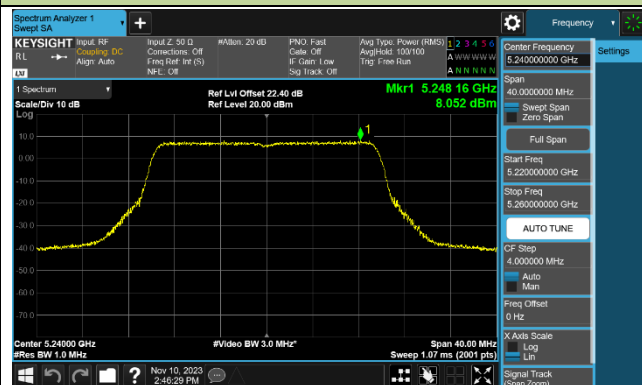 Spectrum Analyzer 1
Swept SA
Frequency
KEYSIGHT
Input: RF
Input Z: 50 Ω
#Atten: 20 dB
PNO: Fast
Avg Type: Power (RMS)
1 2 3 4 5 6
RL
Coupling: DC
Corrections: Off
Gate: Off
Avg|Hold: 100/100
A W W W W W
Align: Auto
Freq Ref: Int (S)
IF Gain: Low
Trig: Free Run
NFE: Off
Sig Track: Off
A N N N N N
LXI
1 Spectrum
Ref Lvl Offset 22.40 dB
Mkr1 5.248 16 GHz
Scale/Div 10 dB
Ref Level 20.00 dBm
8.052 dBm
Log
1
10.0
0.00
-10.0
-20.0
-30.0
-40.0
-50.0
-60.0
-70.0
Center 5.24000 GHz
#Video BW 3.0 MHz*
Span 40.00 MHz
#Res BW 1.0 MHz
Sweep 1.07 ms (2001 pts)
Nov 10, 2023
2:46:29 PM
?
Center Frequency
5.240000000 GHz
Settings
Span
40.0000000 MHz
Swept Span
Zero Span
Full Span
Start Freq
5.220000000 GHz
Stop Freq
5.260000000 GHz
AUTO TUNE
CF Step
4.000000 MHz
Auto
Man
Freq Offset
0 Hz
X Axis Scale
Log
Lin
Signal Track
(Span Zoom)